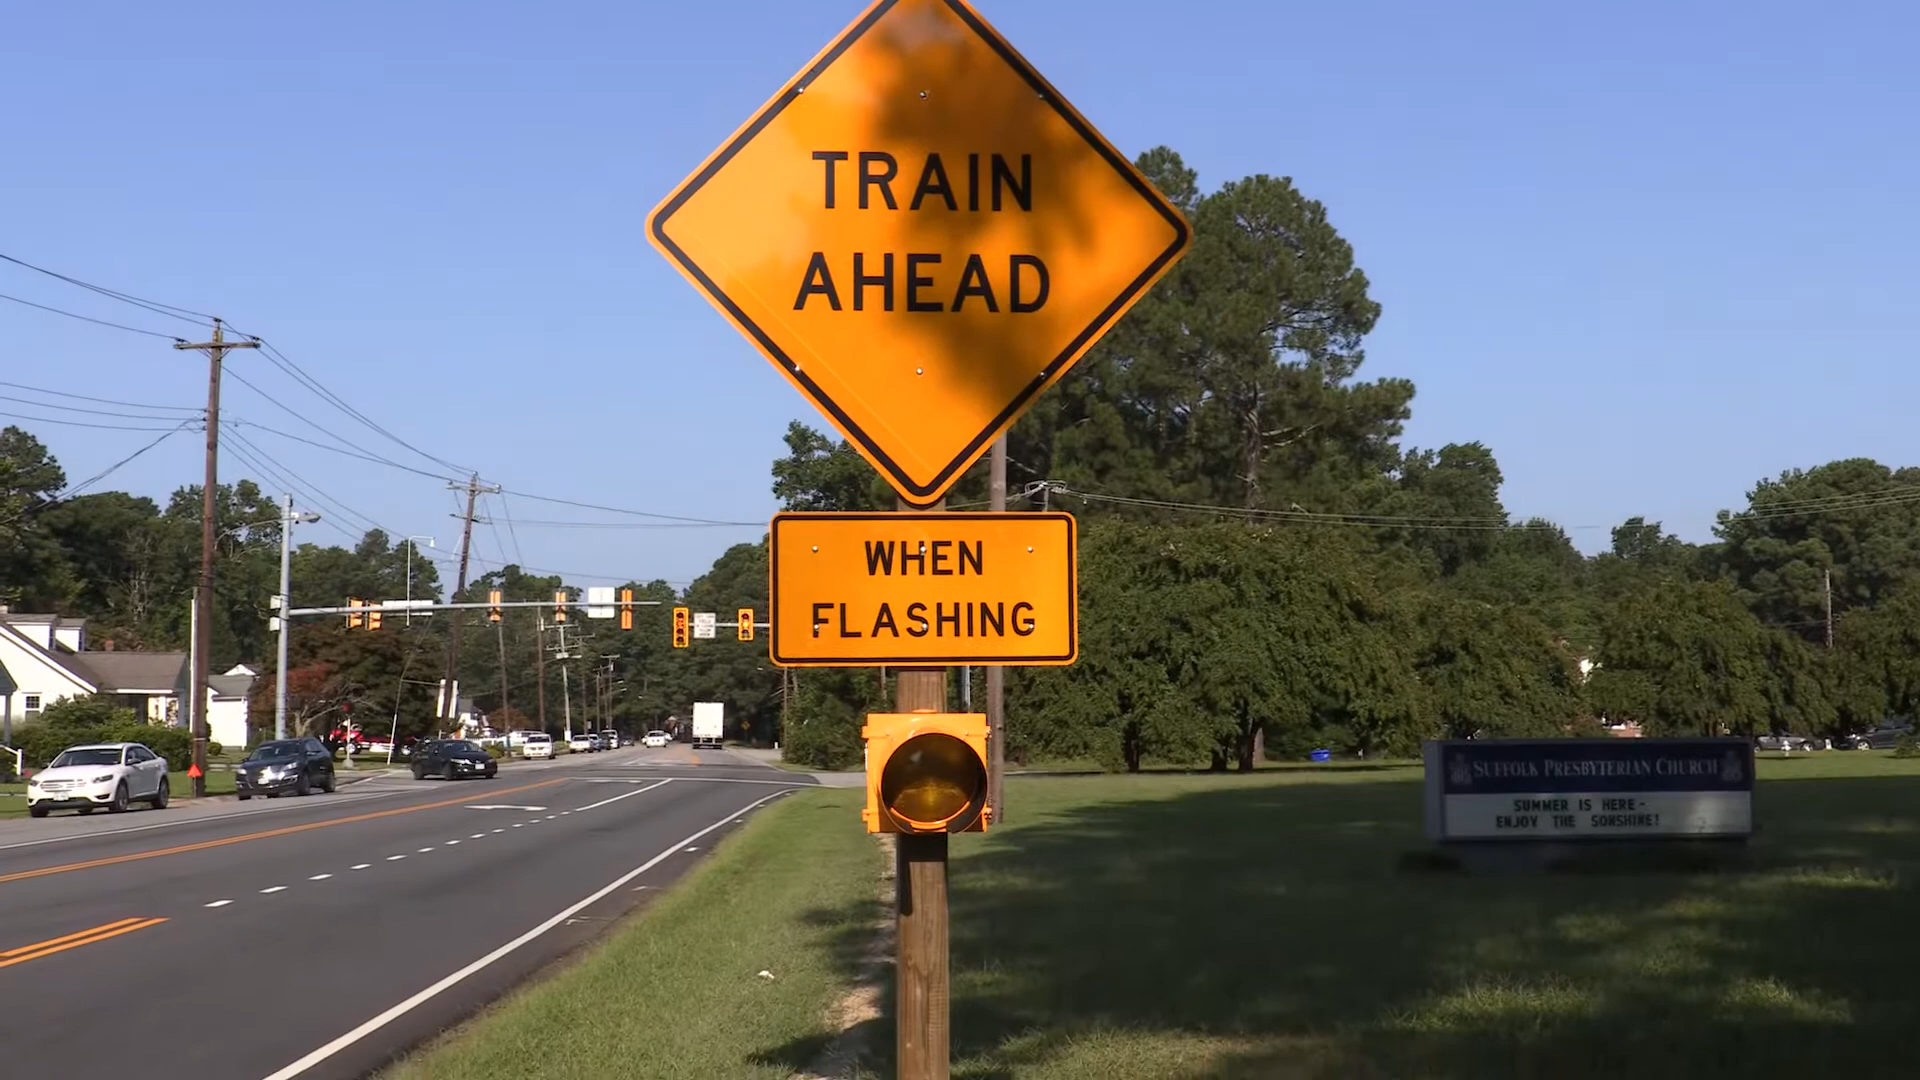 TRAIN
AHEAD
WHEN
FLASHING
SUFFOLK PRESBYTERIAN CHURCH
SUMMER IS HERE-
ENJOY THE SONSHINE!